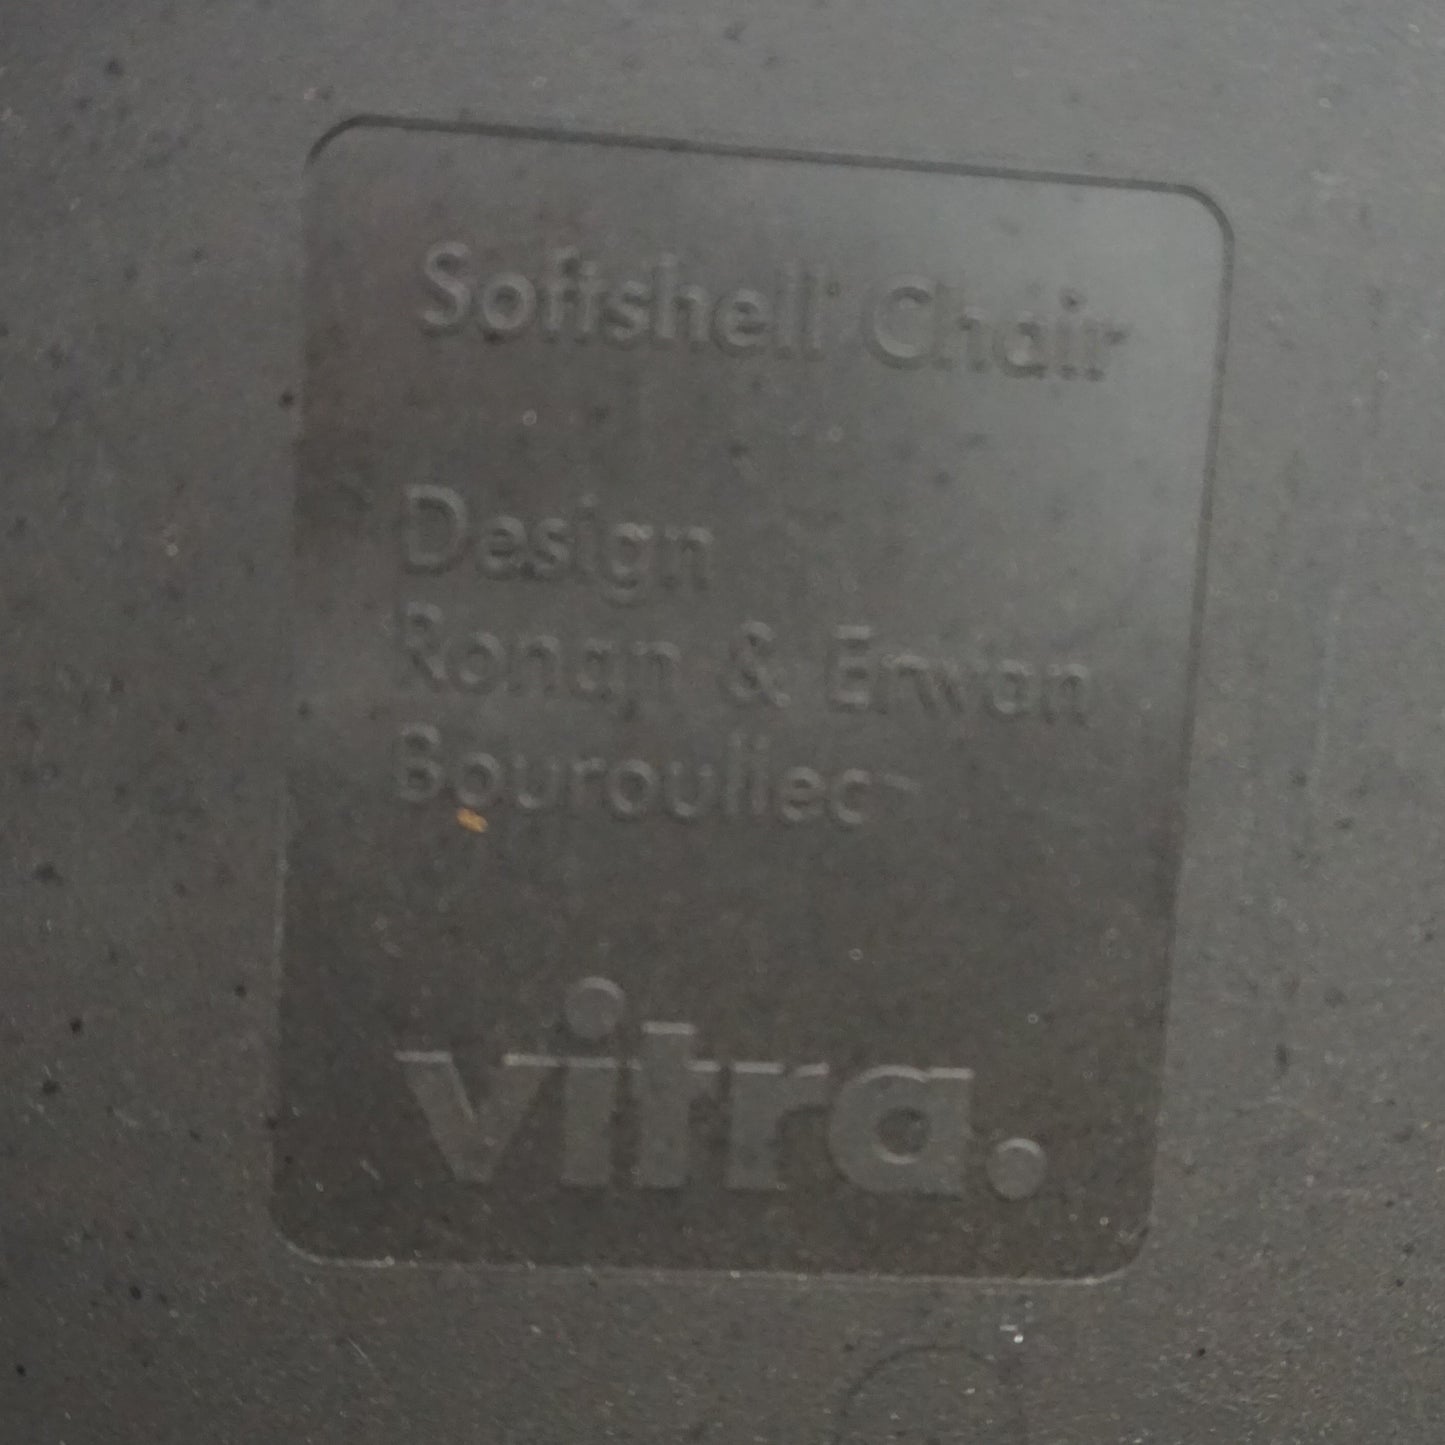 Softshell Chair
Design
Ronan & Erwan
Bouroullec
vitra.